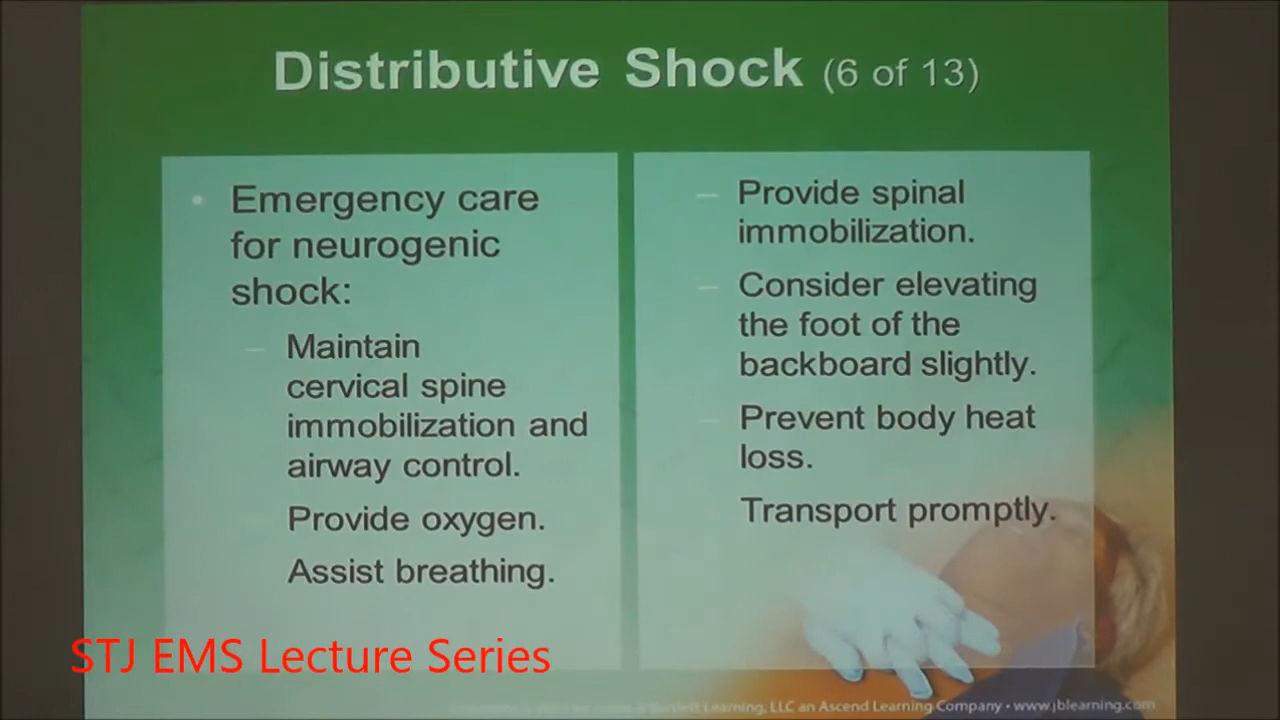 Distributive Shock (6 of 13)
• Emergency care
for neurogenic
shock:
– Maintain
cervical spine
immobilization and
airway control.
Provide oxygen.
Assist breathing.
– Provide spinal
immobilization.
– Consider elevating
the foot of the
backboard slightly.
– Prevent body heat
loss.
Transport promptly.
STJ EMS Lecture Series
Bartlett Learning, LLC an Ascend Learning Company • www.jblearning.com